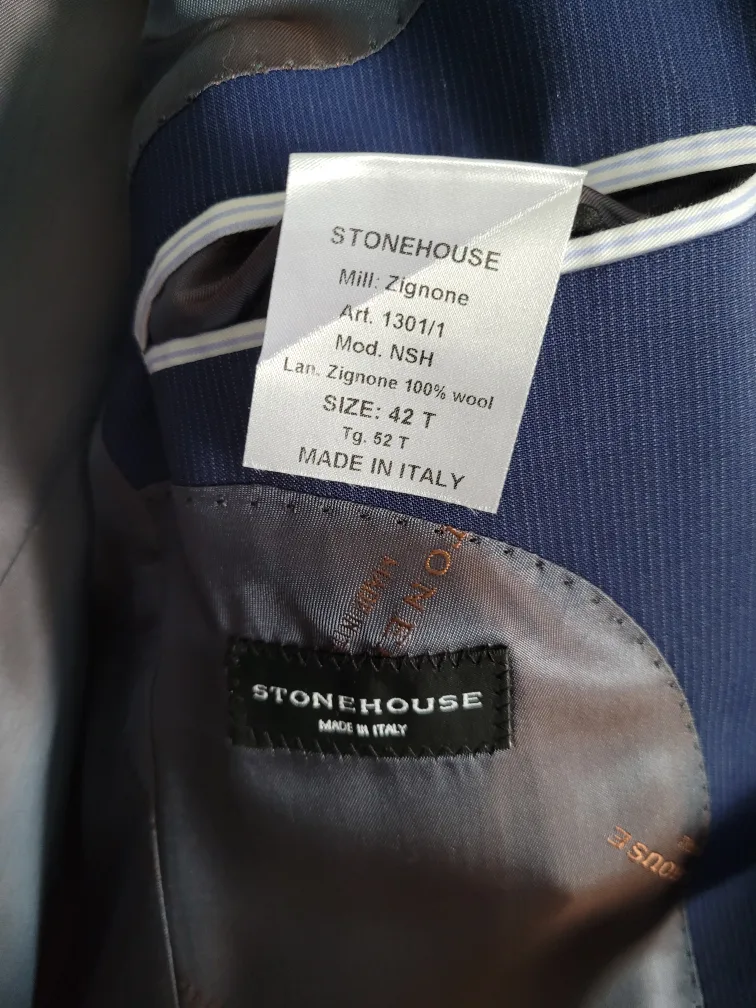 STONEHOUSE
Mill: Zignone
Art. 1301/1
Mod. NSH
Lan. Zignone 100% wool
SIZE: 42 T
Tg. 52 T
MADE IN ITALY
STONEHOUSE
MADE IN ITALY